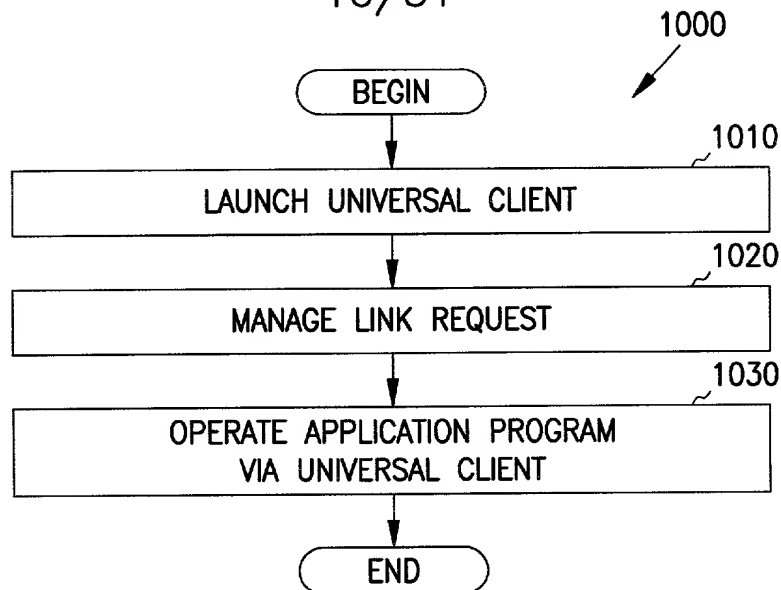 1000
BEGIN
1010
LAUNCH UNIVERSAL CLIENT
1020
MANAGE LINK REQUEST
1030
OPERATE APPLICATION PROGRAM
VIA UNIVERSAL CLIENT
END